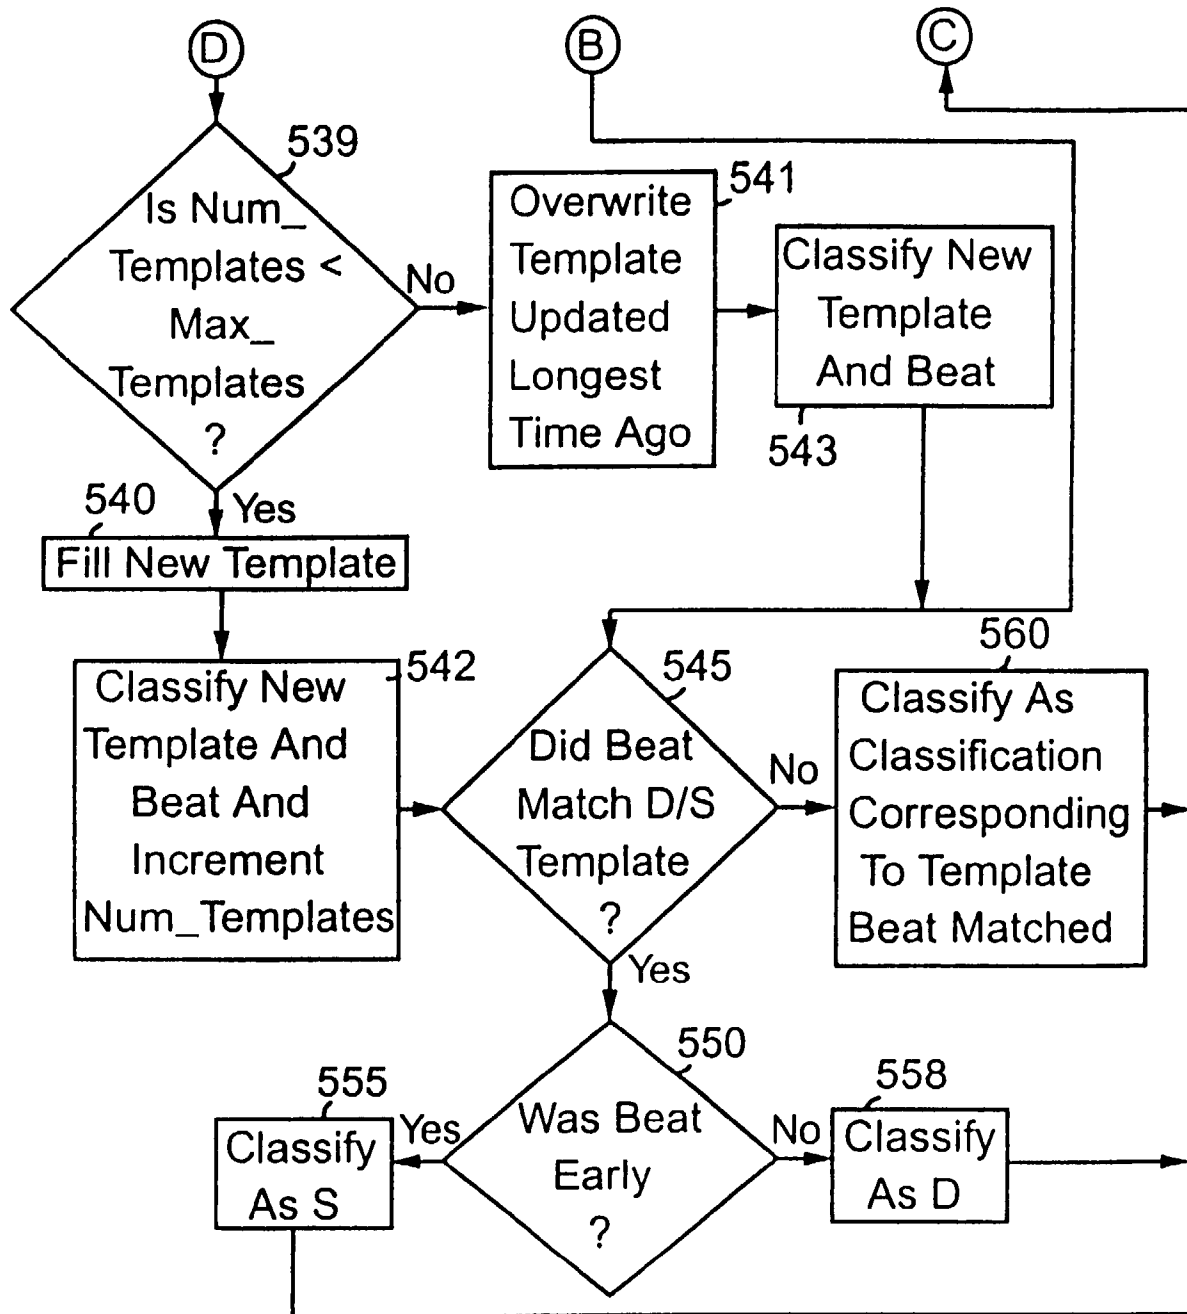 D
B
C
539
Is Num_
Templates <
Max_
Templates
?
No
541
Overwrite
Template
Updated
Longest
Time Ago
Classify New
Template
And Beat
543
Yes
540
Fill New Template
542
Classify New
Template And
Beat And
Increment
Num_Templates
545
Did Beat
Match D/S
Template
?
No
560
Classify As
Classification
Corresponding
To Template
Beat Matched
Yes
550
Was Beat
Early
?
Yes
555
Classify
As S
No
558
Classify
As D